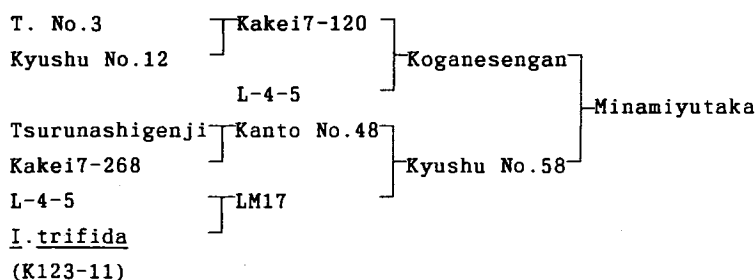 T. No.3 Kakei7-120
Kyushu No.12 Koganesengan
L-4-5
Minamiyutaka
Tsurunashigenji Kanto No.48
Kakei7-268 Kyushu No.58
L-4-5 LM17
I.trifida
(K123-11)